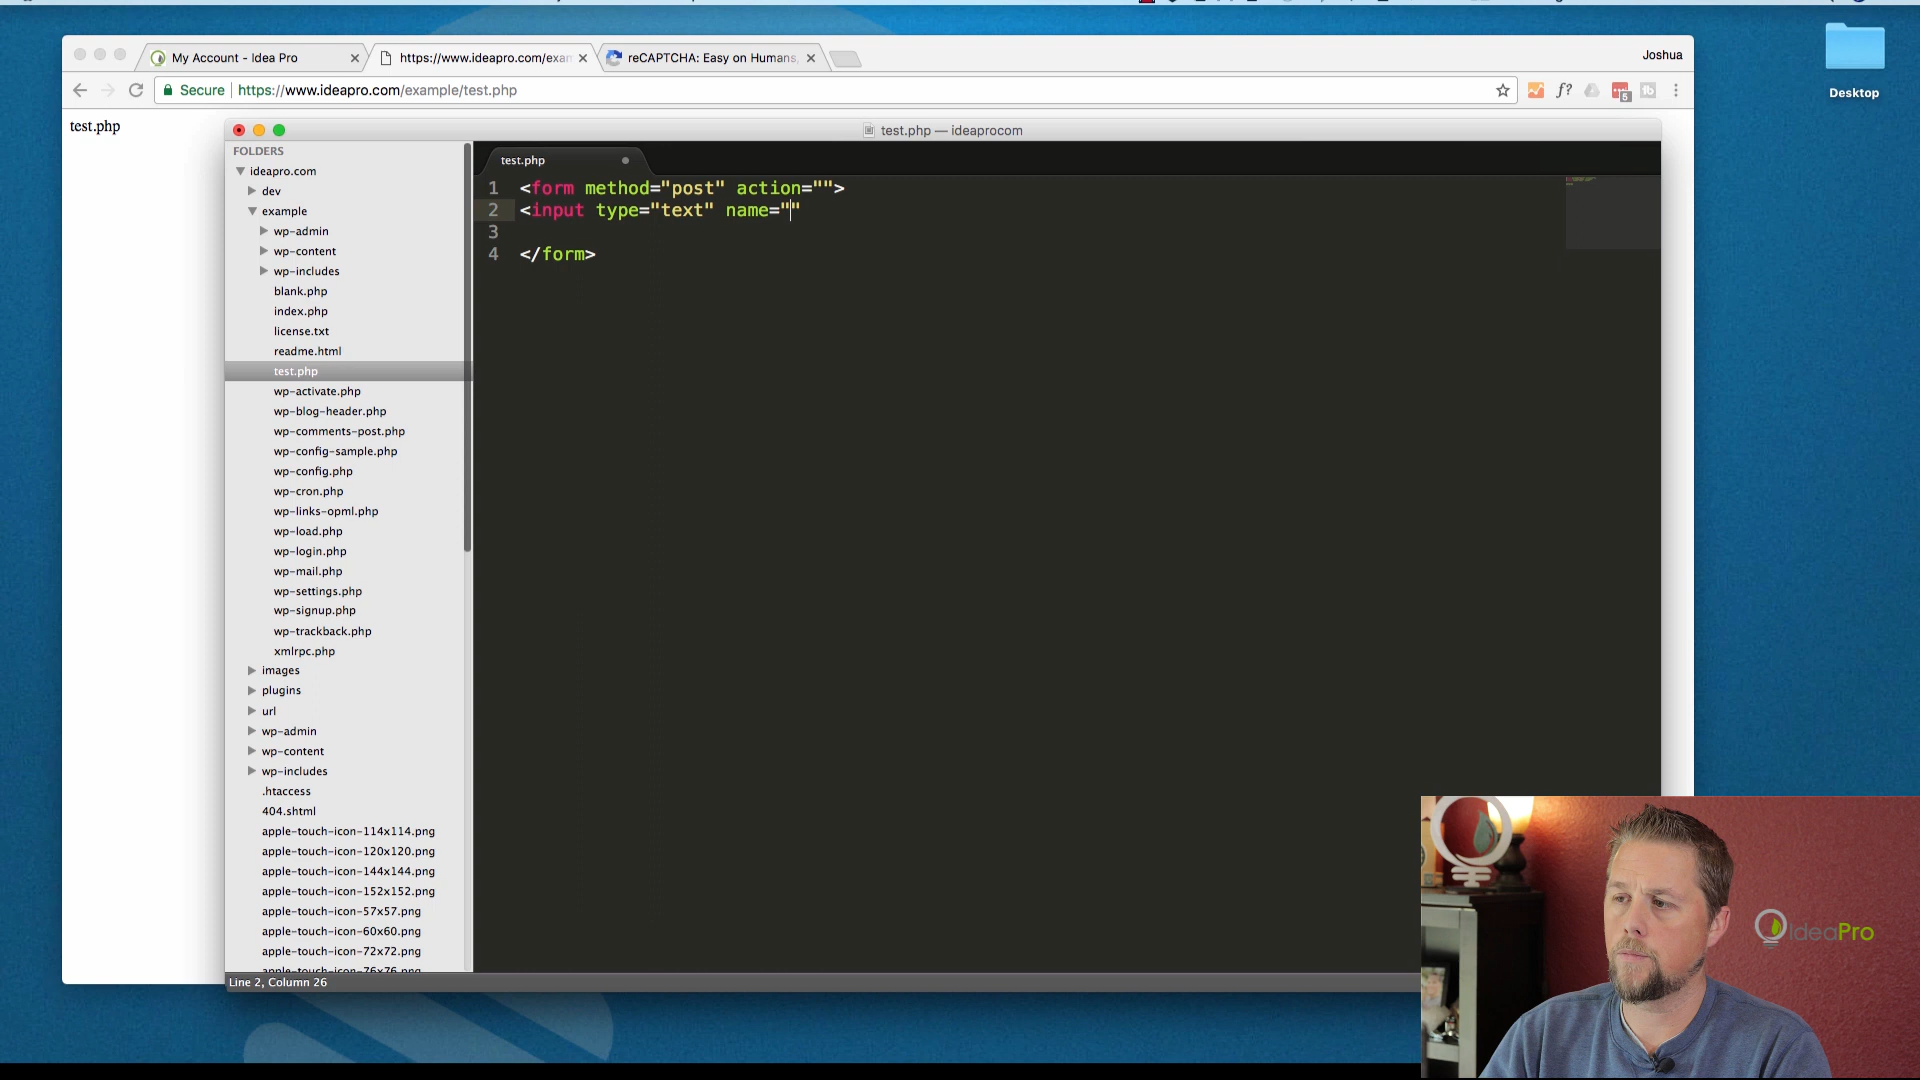 My Account - Idea Pro
https://www.ideapro.com/exam
reCAPTCHA: Easy on Humans,
Joshua
Secure
https://www.ideapro.com/example/test.php
f?
5
Desktop
test.php
test.php — ideaprocom
FOLDERS
ideapro.com
dev
example
wp-admin
wp-content
wp-includes
blank.php
index.php
license.txt
readme.html
test.php
wp-activate.php
wp-blog-header.php
wp-comments-post.php
wp-config-sample.php
wp-config.php
wp-cron.php
wp-links-opml.php
wp-load.php
wp-login.php
wp-mail.php
wp-settings.php
wp-signup.php
wp-trackback.php
xmlrpc.php
images
plugins
url
wp-admin
wp-content
wp-includes
.htaccess
404.shtml
apple-touch-icon-114x114.png
apple-touch-icon-120x120.png
apple-touch-icon-144x144.png
apple-touch-icon-152x152.png
apple-touch-icon-57x57.png
apple-touch-icon-60x60.png
apple-touch-icon-72x72.png
apple-touch-icon-76x76.png
test.php
1 <form method="post" action="">
2 <input type="text" name=""
3
4 </form>
Line 2, Column 26
IdeaPro